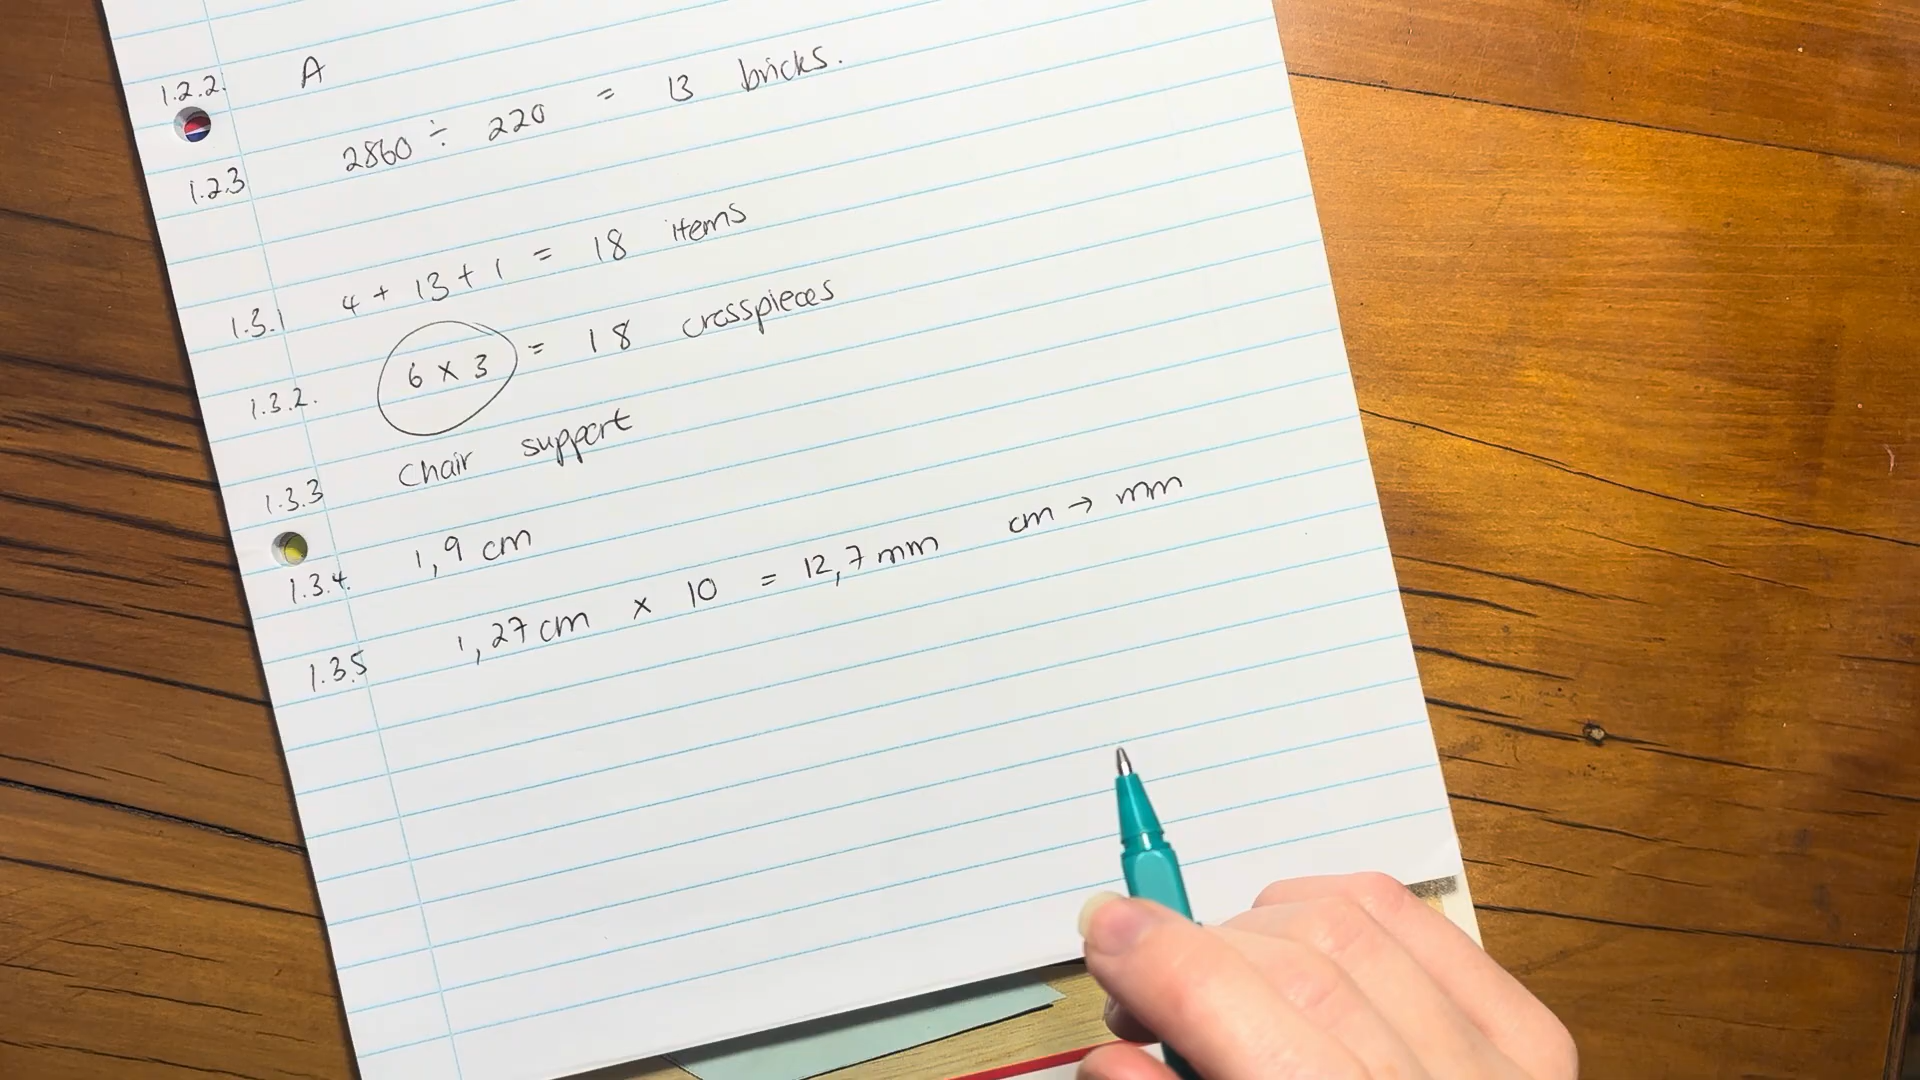 1.2.2. A
2860 ÷ 220 = 13 bricks.
1.2.3
4 + 13 + 1 = 18 items
1.3.1
6 x 3 = 18 crosspieces
1.3.2.
Chair support
1.3.3
1,9 cm
1.3.4.
1,27 cm x 10 = 12,7 mm cm → mm
1.3.5